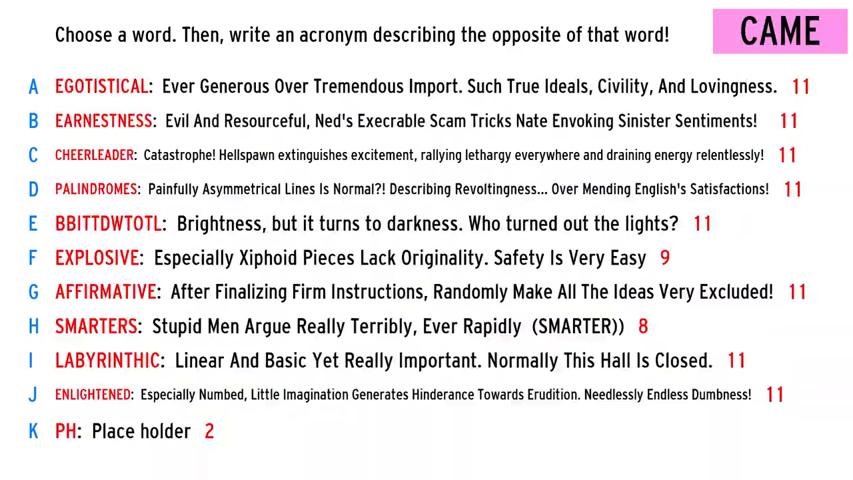 Choose a word. Then, write an acronym describing the opposite of that word!
CAME
A EGOTISTICAL: Ever Generous Over Tremendous Import. Such True Ideals, Civility, And Lovingness. 11
B EARNESTNESS: Evil And Resourceful, Ned's Execrable Scam Tricks Nate Envoking Sinister Sentiments! 11
C CHEERLEADER: Catastrophe! Hellspawn extinguishes excitement, rallying lethargy everywhere and draining energy relentlessly! 11
D PALINDROMES: Painfully Asymmetrical Lines Is Normal?! Describing Revoltingness... Over Mending English's Satisfactions! 11
E BBITTDWTOTL: Brightness, but it turns to darkness. Who turned out the lights? 11
F EXPLOSIVE: Especially Xiphoid Pieces Lack Originality. Safety Is Very Easy 9
G AFFIRMATIVE: After Finalizing Firm Instructions, Randomly Make All The Ideas Very Excluded! 11
H SMARTERS: Stupid Men Argue Really Terribly, Ever Rapidly (SMARTER)) 8
I LABYRINTHIC: Linear And Basic Yet Really Important. Normally This Hall Is Closed. 11
J ENLIGHTENED: Especially Numbed, Little Imagination Generates Hinderance Towards Erudition. Needlessly Endless Dumbness! 11
K PH: Place holder 2